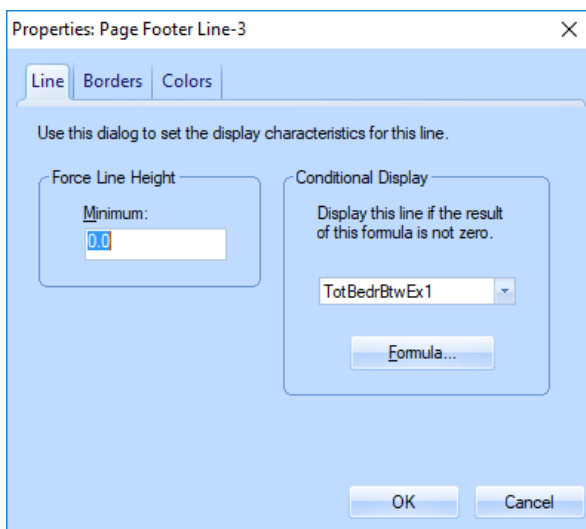 Properties: Page Footer Line-3
Line Borders Colors
Use this dialog to set the display characteristics for this line.
Force Line Height
Minimum:
0.0
Conditional Display
Display this line if the result
of this formula is not zero.
TotBedrBtwEx1
Formula...
OK Cancel